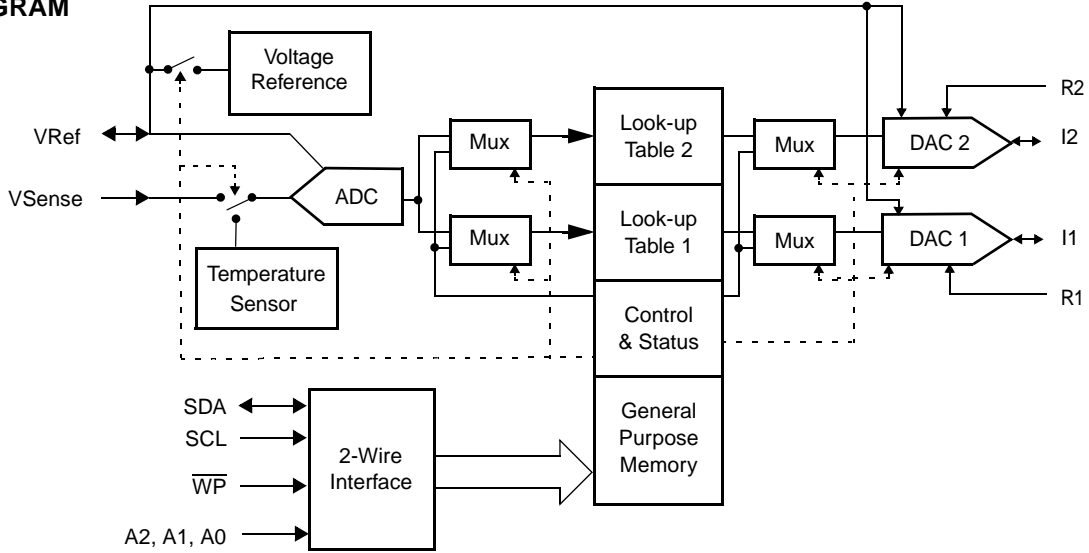 GRAM
Voltage
Reference
VRef
VSense
ADC
Temperature
Sensor
Mux
Mux
Look-up
Table 2
Look-up
Table 1
Control
& Status
General
Purpose
Memory
Mux
Mux
DAC 2
DAC 1
R2
I2
I1
R1
SDA
SCL
WP
A2, A1, A0
2-Wire
Interface